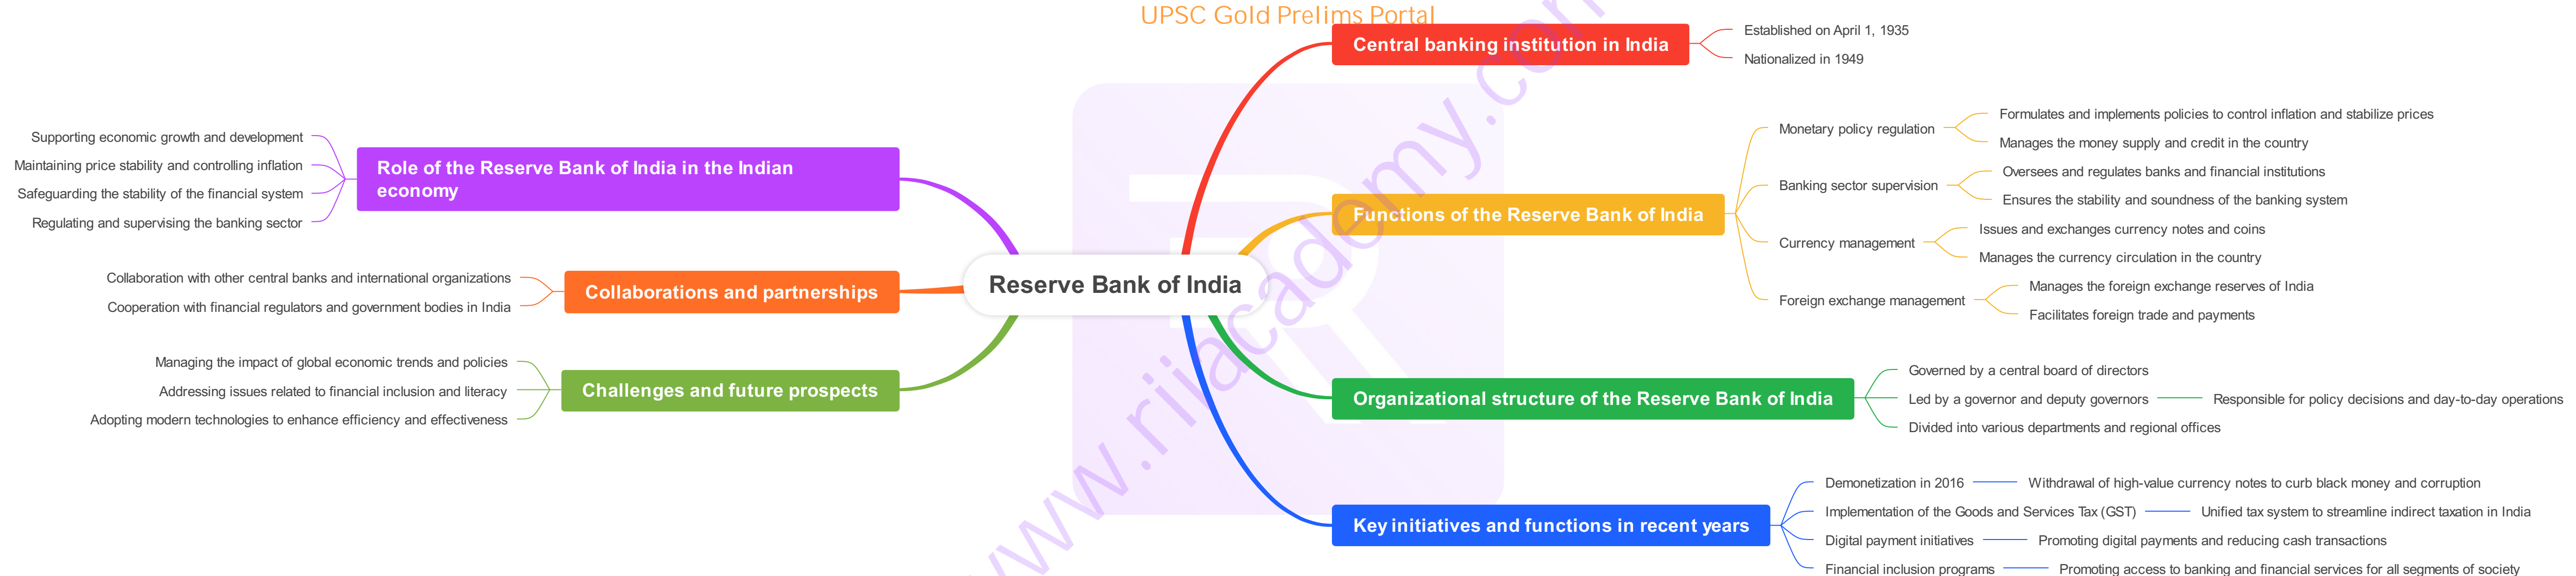 UPSC Gold Prelims Portal
Reserve Bank of India
Central banking institution in India
Established on April 1, 1935
Nationalized in 1949
Functions of the Reserve Bank of India
Monetary policy regulation
Formulates and implements policies to control inflation and stabilize prices
Manages the money supply and credit in the country
Banking sector supervision
Oversees and regulates banks and financial institutions
Ensures the stability and soundness of the banking system
Currency management
Issues and exchanges currency notes and coins
Manages the currency circulation in the country
Foreign exchange management
Manages the foreign exchange reserves of India
Facilitates foreign trade and payments
Organizational structure of the Reserve Bank of India
Governed by a central board of directors
Led by a governor and deputy governors
Responsible for policy decisions and day-to-day operations
Divided into various departments and regional offices
Key initiatives and functions in recent years
Demonetization in 2016
Withdrawal of high-value currency notes to curb black money and corruption
Implementation of the Goods and Services Tax (GST)
Unified tax system to streamline indirect taxation in India
Digital payment initiatives
Promoting digital payments and reducing cash transactions
Financial inclusion programs
Promoting access to banking and financial services for all segments of society
Role of the Reserve Bank of India in the Indian
economy
Supporting economic growth and development
Maintaining price stability and controlling inflation
Safeguarding the stability of the financial system
Regulating and supervising the banking sector
Collaborations and partnerships
Collaboration with other central banks and international organizations
Cooperation with financial regulators and government bodies in India
Challenges and future prospects
Managing the impact of global economic trends and policies
Addressing issues related to financial inclusion and literacy
Adopting modern technologies to enhance efficiency and effectiveness